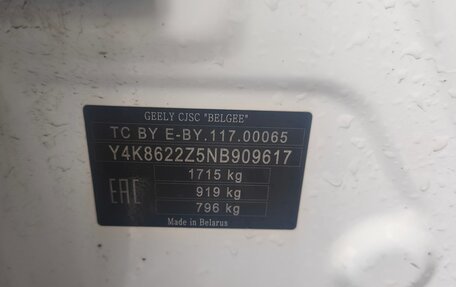 GEELY CJSC "BELGEE"
TC BY E-BY.117.00065
Y4K8622Z5NB909617
1715 kg
EAC
919 kg
796 kg
Made in Belarus